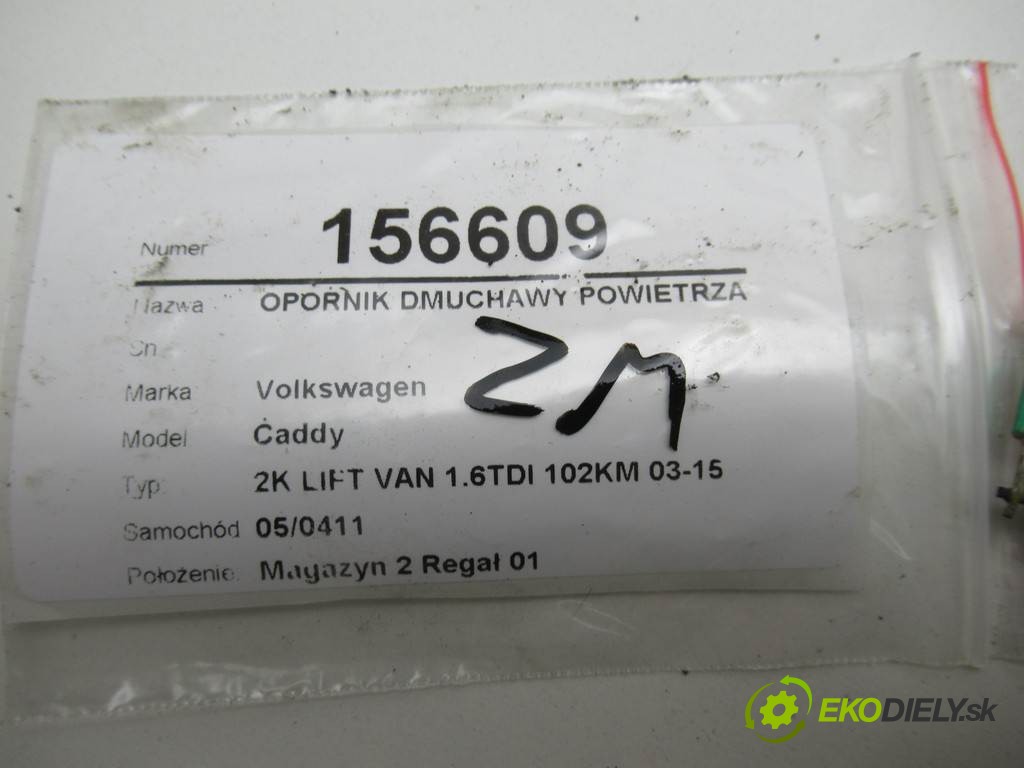 Numer 156609
Nazwa OPORNIK DMUCHAWY POWIETRZA
Cn
Marka Volkswagen
Model Caddy
Typ 2K LIFT VAN 1.6TDI 102KM 03-15
Samochód 05/0411
Położenie: Magazyn 2 Regał 01
ZM
EKODIELY.sk